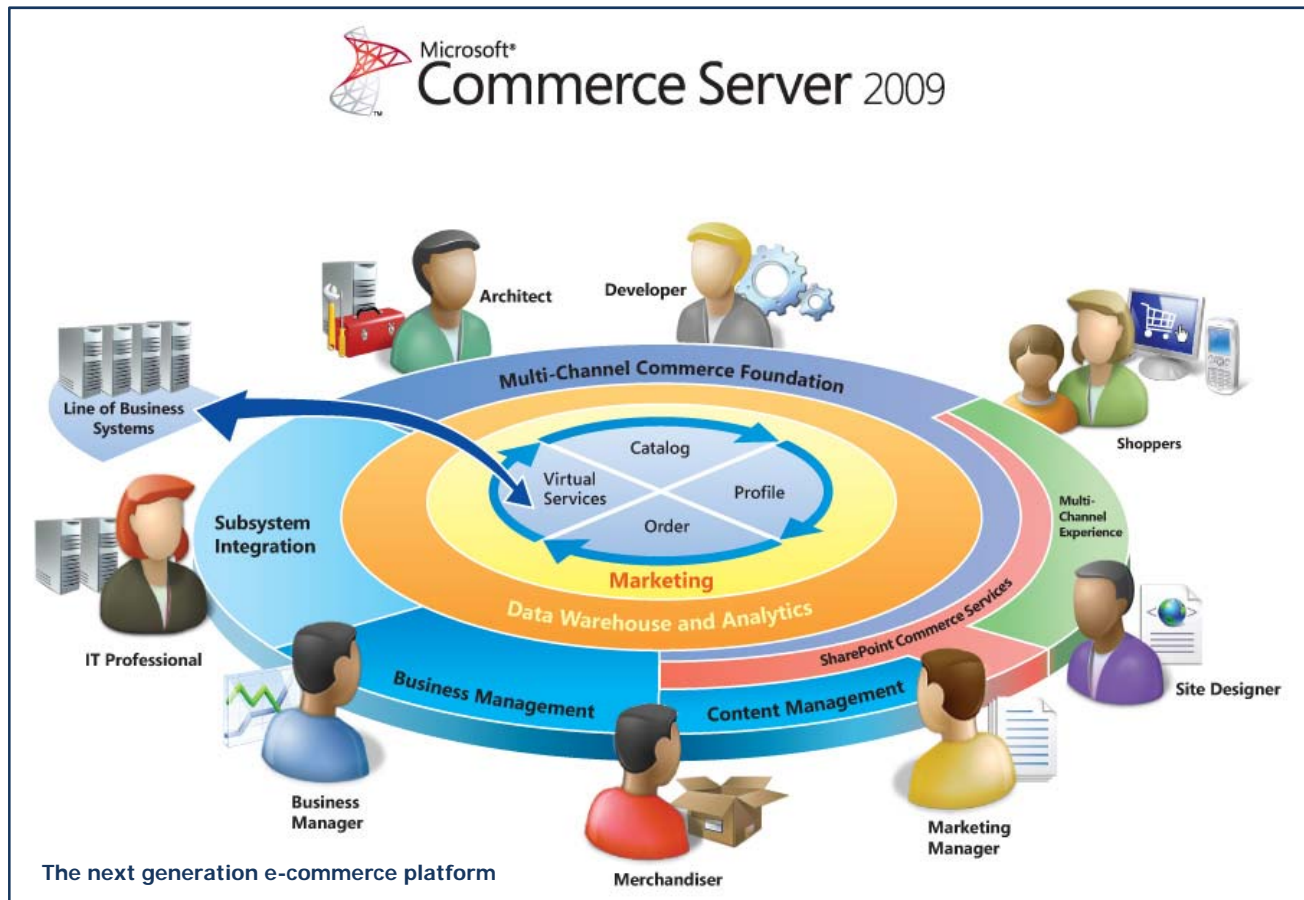 Microsoft®
Commerce Server 2009
TM
Architect
Developer
Line of Business
Systems
Multi-Channel Commerce Foundation
Shoppers
Catalog
Virtual
Services
Profile
Order
Multi-
Channel
Experience
Subsystem
Integration
Marketing
Data Warehouse and Analytics
SharePoint Commerce Services
IT Professional
Business Management
Content Management
Site Designer
Business
Manager
Marketing
Manager
Merchandiser
The next generation e-commerce platform